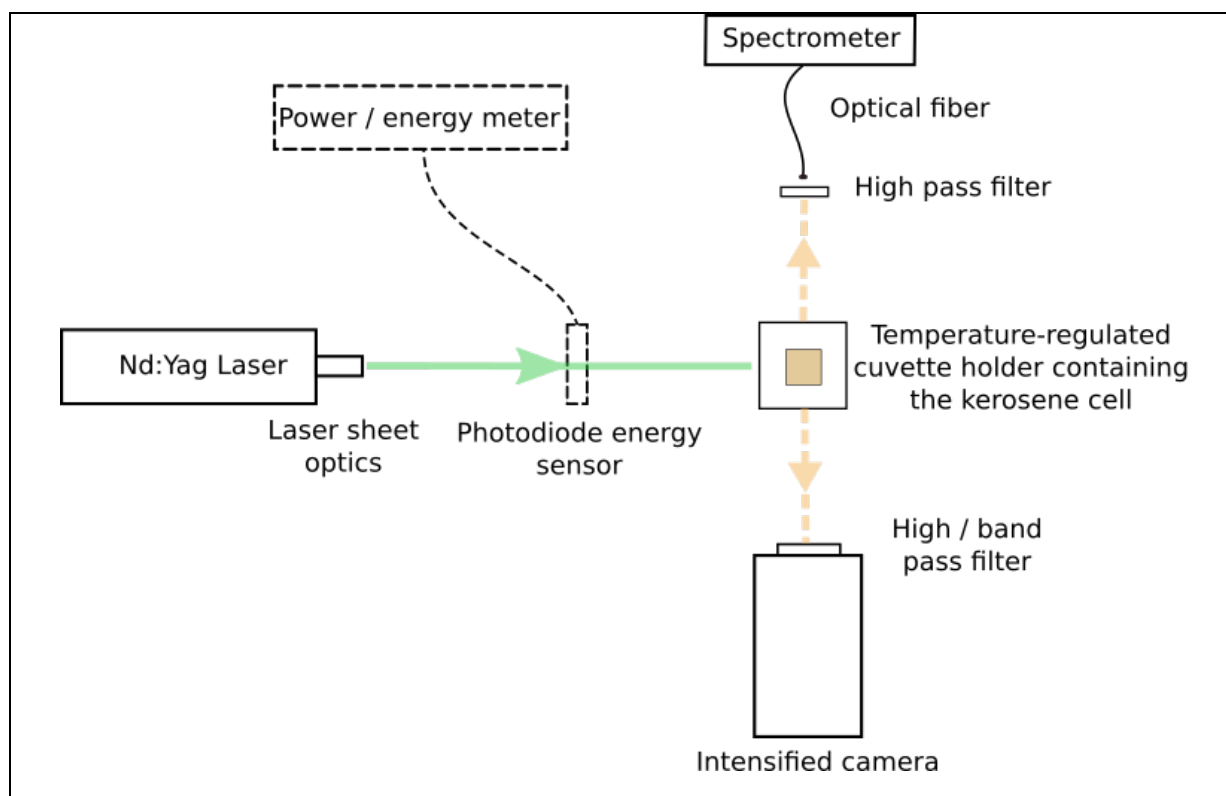 Spectrometer
Power / energy meter
Optical fiber
High pass filter
Nd:Yag Laser
Temperature-regulated
cuvette holder containing
the kerosene cell
Laser sheet
optics
Photodiode energy
sensor
High / band
pass filter
Intensified camera